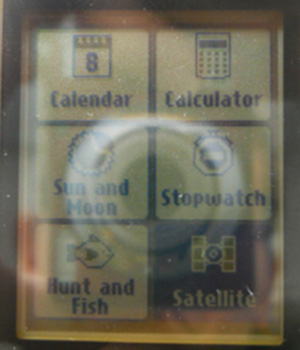 8
Calendar
Calculator
Sun and
Moon
Stopwatch
Hunt and
Fish
Satellite